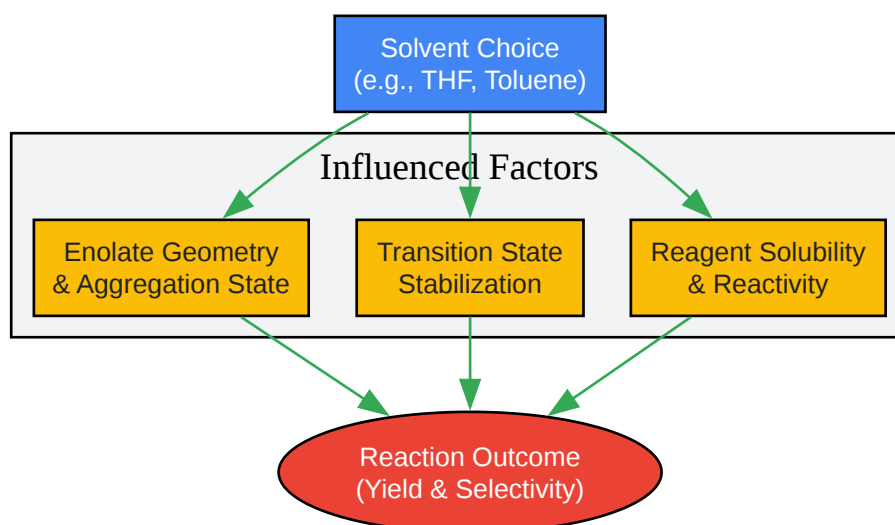 Solvent Choice
(e.g., THF, Toluene)
Influenced Factors
Enolate Geometry
& Aggregation State
Transition State
Stabilization
Reagent Solubility
& Reactivity
Reaction Outcome
(Yield & Selectivity)